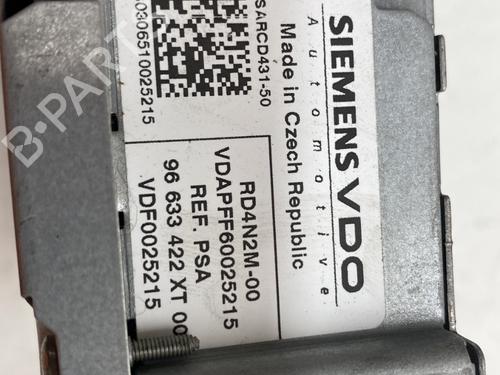 SIEMENS VDO
Automotive
Made in Czech Republic
SARCD431-50
0306510025215
RD4N2M-00
VDAPFF60025215
REF. PSA
96 633 422 XT 00
VDF0025215
B-PARTS